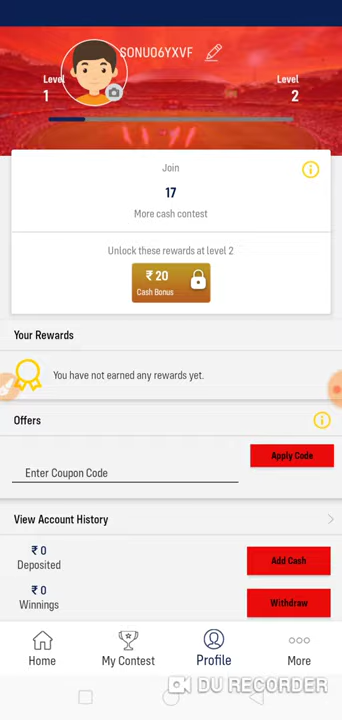 SONU06YXVF
Level
1
Level
2
Join
17
More cash contest
Unlock these rewards at level 2
₹ 20
Cash Bonus
Your Rewards
You have not earned any rewards yet.
Offers
Apply Code
Enter Coupon Code
View Account History
₹ 0
Deposited
Add Cash
₹ 0
Winnings
Withdraw
Home
My Contest
Profile
More
DU RECORDER